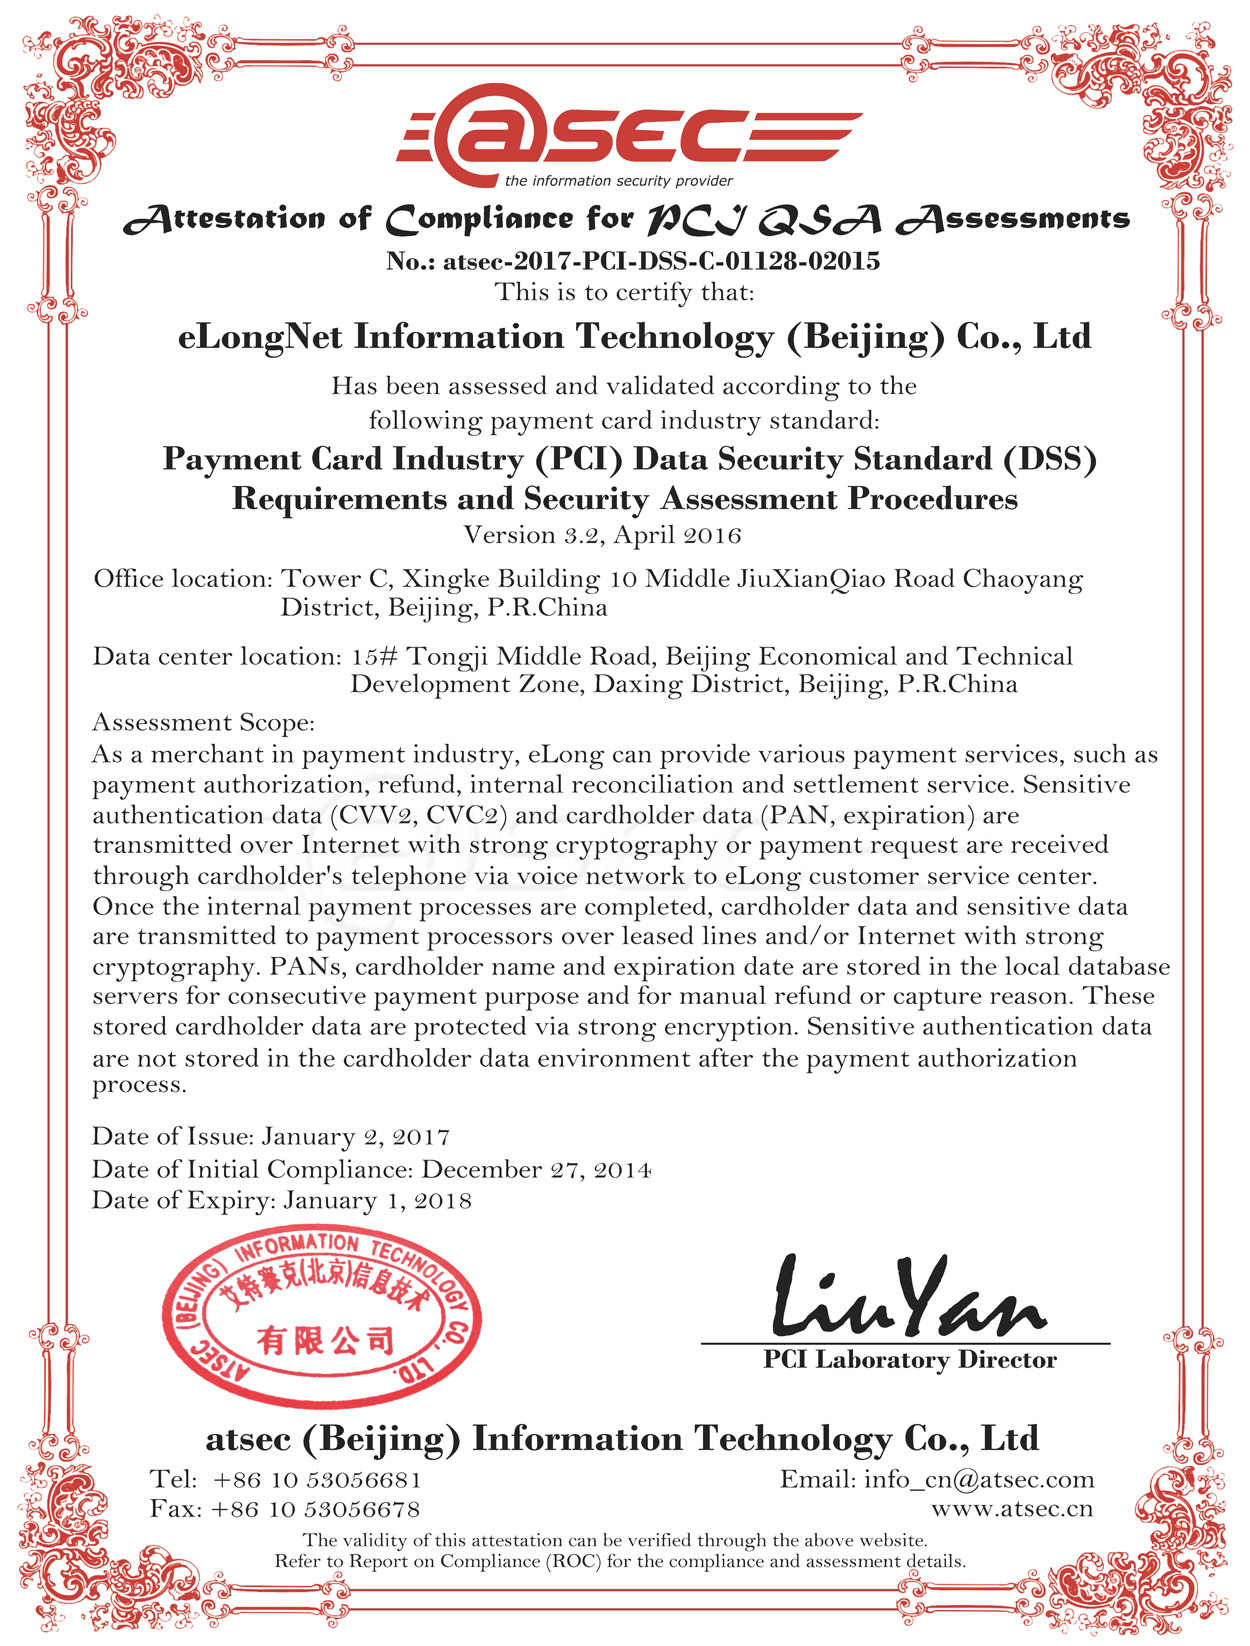 @sec
the information security provider
Attestation of Compliance for PCI QSA Assessments
No.: atsec-2017-PCI-DSS-C-01128-02015
This is to certify that:
eLongNet Information Technology (Beijing) Co., Ltd
Has been assessed and validated according to the
following payment card industry standard:
Payment Card Industry (PCI) Data Security Standard (DSS)
Requirements and Security Assessment Procedures
Version 3.2, April 2016
Office location: Tower C, Xingke Building 10 Middle JiuXianQiao Road Chaoyang
District, Beijing, P.R.China
Data center location: 15# Tongji Middle Road, Beijing Economical and Technical
Development Zone, Daxing District, Beijing, P.R.China
Assessment Scope:
As a merchant in payment industry, eLong can provide various payment services, such as
payment authorization, refund, internal reconciliation and settlement service. Sensitive
authentication data (CVV2, CVC2) and cardholder data (PAN, expiration) are
transmitted over Internet with strong cryptography or payment request are received
through cardholder's telephone via voice network to eLong customer service center.
Once the internal payment processes are completed, cardholder data and sensitive data
are transmitted to payment processors over leased lines and/or Internet with strong
cryptography. PANs, cardholder name and expiration date are stored in the local database
servers for consecutive payment purpose and for manual refund or capture reason. These
stored cardholder data are protected via strong encryption. Sensitive authentication data
are not stored in the cardholder data environment after the payment authorization
process.
Date of Issue: January 2, 2017
Date of Initial Compliance: December 27, 2014
Date of Expiry: January 1, 2018
ATSEC (BEIJING) INFORMATION TECHNOLOGY CO., LTD.
艾特赛克(北京)信息技术
有限公司
LiuYan
PCI Laboratory Director
atsec (Beijing) Information Technology Co., Ltd
Tel: +86 10 53056681
Email: info_cn@atsec.com
Fax: +86 10 53056678
www.atsec.cn
The validity of this attestation can be verified through the above website.
Refer to Report on Compliance (ROC) for the compliance and assessment details.